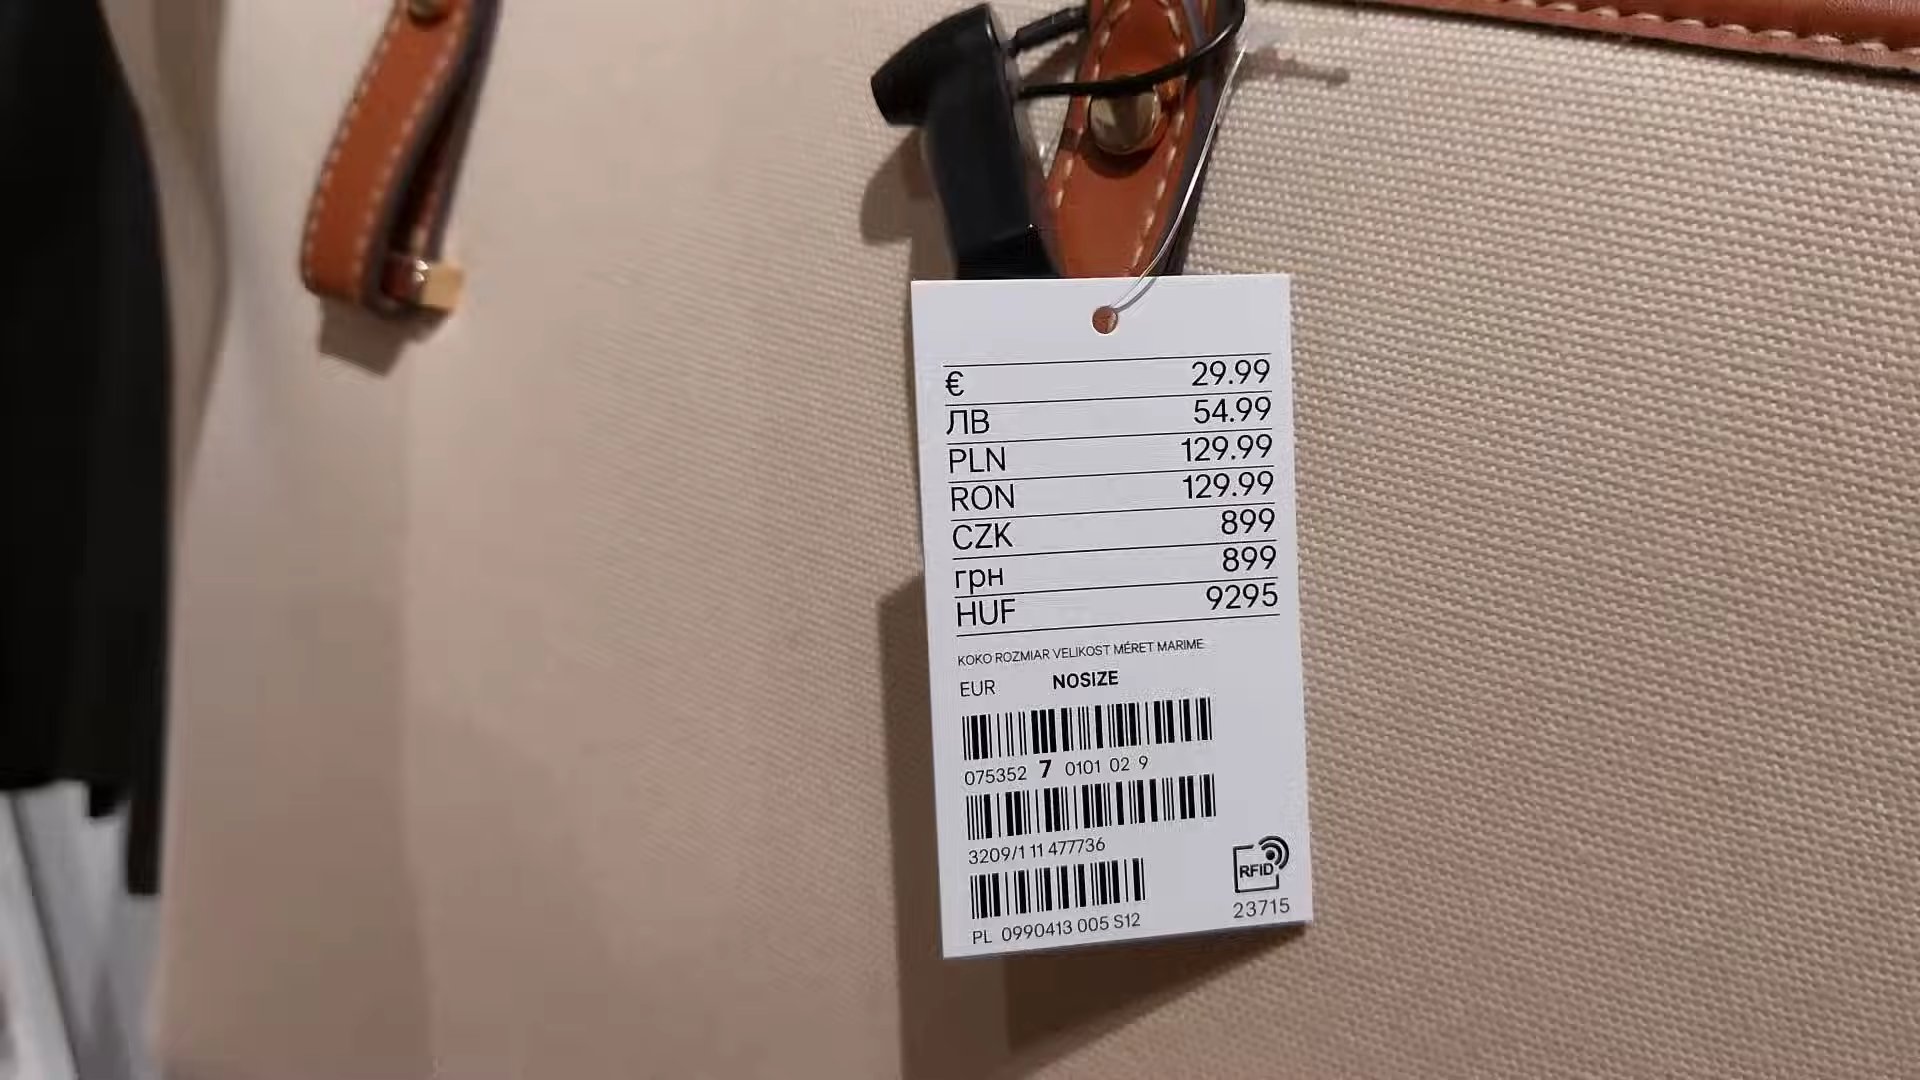 € 29.99
ЛВ 54.99
PLN 129.99
RON 129.99
CZK 899
грн 899
HUF 9295
KOKO ROZMIAR VELIKOST MÉRET MARIME
EUR NOSIZE
075352 7 0101 02 9
3209/1 11 477736
RFID
PL 0990413 005 S12
23715